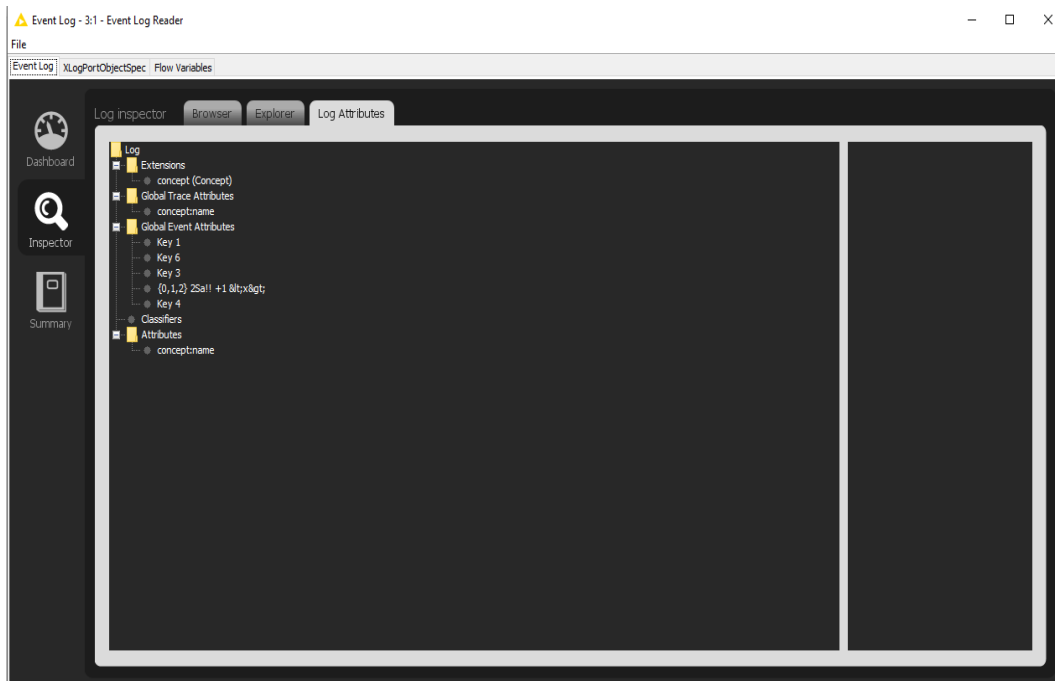 Event Log - 3:1 - Event Log Reader
File
Event Log XLogPortObjectSpec Flow Variables
Log inspector Browser Explorer Log Attributes
Dashboard
Inspector
Summary
Log
Extensions
concept (Concept)
Global Trace Attributes
concept:name
Global Event Attributes
Key 1
Key 6
Key 3
{0,1,2} 2Sa!! +1 &lt;x&gt;
Key 4
Classifiers
Attributes
concept:name